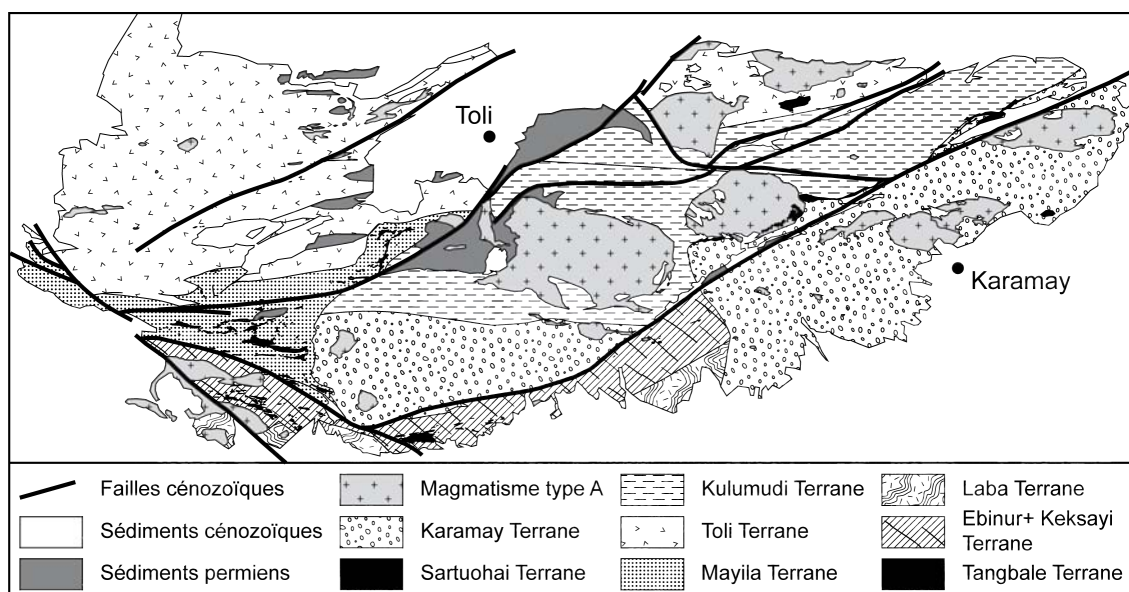 Toli
Karamay
Failles cénozoïques
Magmatisme type A
Kulumudi Terrane
Laba Terrane
Sédiments cénozoïques
Karamay Terrane
Toli Terrane
Ebinur+ Keksayi
Terrane
Sédiments permiens
Sartuohai Terrane
Mayila Terrane
Tangbale Terrane